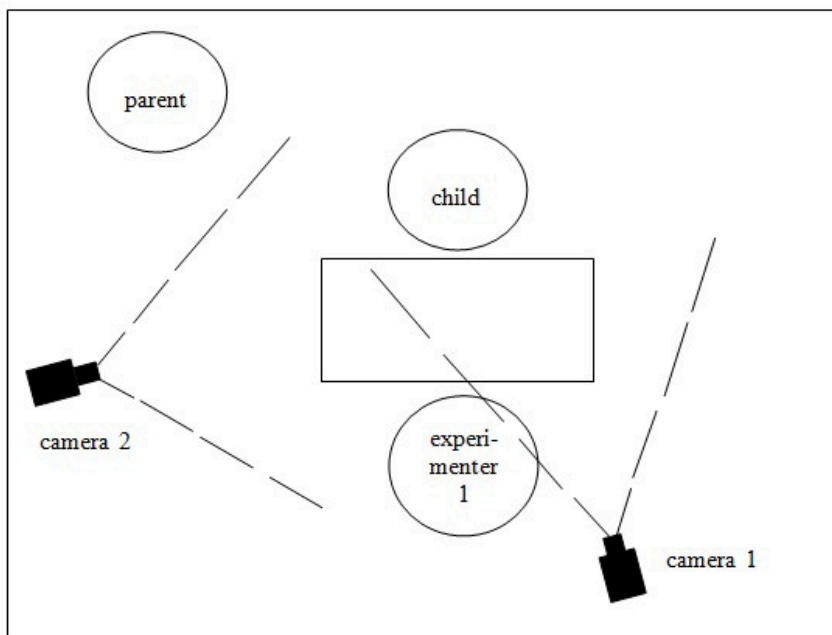 parent
child
camera 2
experi-
menter
1
camera 1